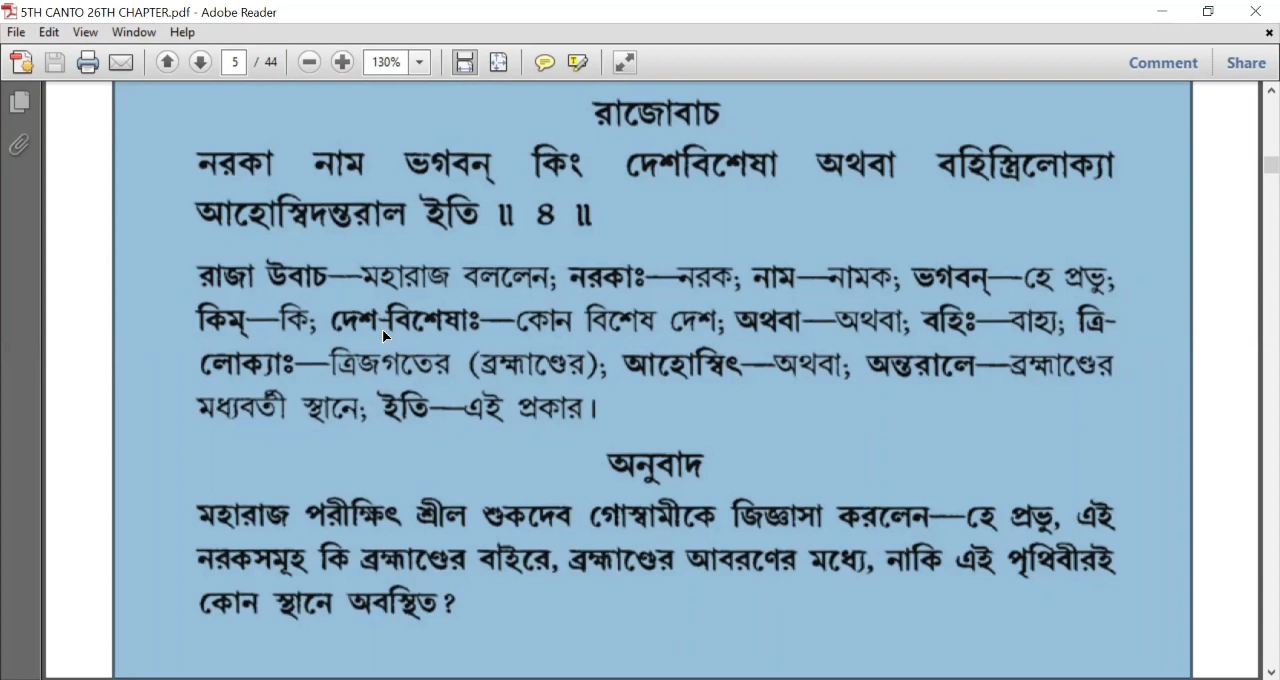 5TH CANTO 26TH CHAPTER.pdf - Adobe Reader
File Edit View Window Help
5 / 44 130% Comment Share
রাজোবাচ
নরকা নাম ভগবন্ কিং দেশবিশেষা অথবা বহিস্ত্রিলোক্যা
আহোস্বিদন্তরাল ইতি ॥ ৪ ॥
রাজা উবাচ—মহারাজ বললেন; নরকাঃ—নরক; নাম—নামক; ভগবন্—হে প্রভু;
কিম্—কি; দেশ-বিশেষাঃ—কোন বিশেষ দেশ; অথবা—অথবা; বহিঃ—বাহ্য; ত্রি-
লোক্যাঃ—ত্রিজগতের (ব্রহ্মাণ্ডের); আহোস্বিৎ—অথবা; অন্তরালে—ব্রহ্মাণ্ডের
মধ্যবর্তী স্থানে; ইতি—এই প্রকার।
অনুবাদ
মহারাজ পরীক্ষিৎ শ্রীল শুকদেব গোস্বামীকে জিজ্ঞাসা করলেন—হে প্রভু, এই
নরকসমূহ কি ব্রহ্মাণ্ডের বাইরে, ব্রহ্মাণ্ডের আবরণের মধ্যে, নাকি এই পৃথিবীরই
কোন স্থানে অবস্থিত?